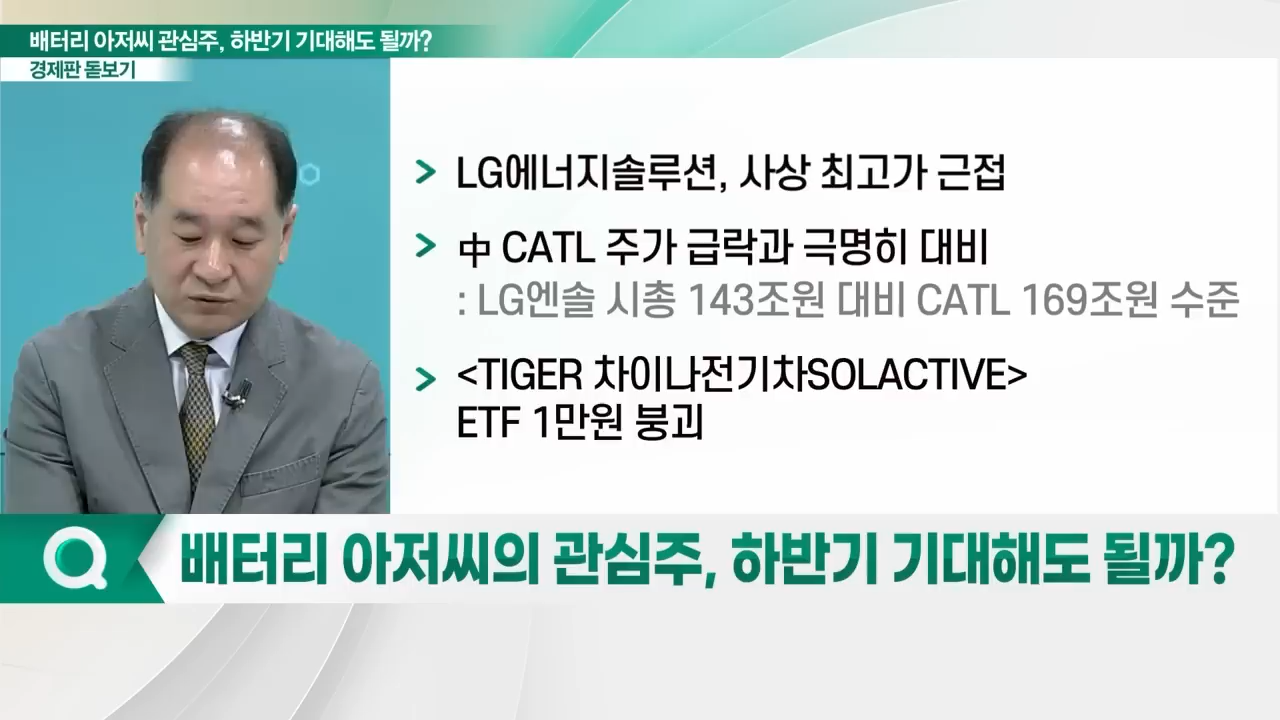 배터리 아저씨 관심주, 하반기 기대해도 될까?
경제판 돋보기
> LG에너지솔루션, 사상 최고가 근접
> 中 CATL 주가 급락과 극명히 대비
: LG엔솔 시총 143조원 대비 CATL 169조원 수준
> <TIGER 차이나전기차SOLACTIVE>
ETF 1만원 붕괴
배터리 아저씨의 관심주, 하반기 기대해도 될까?